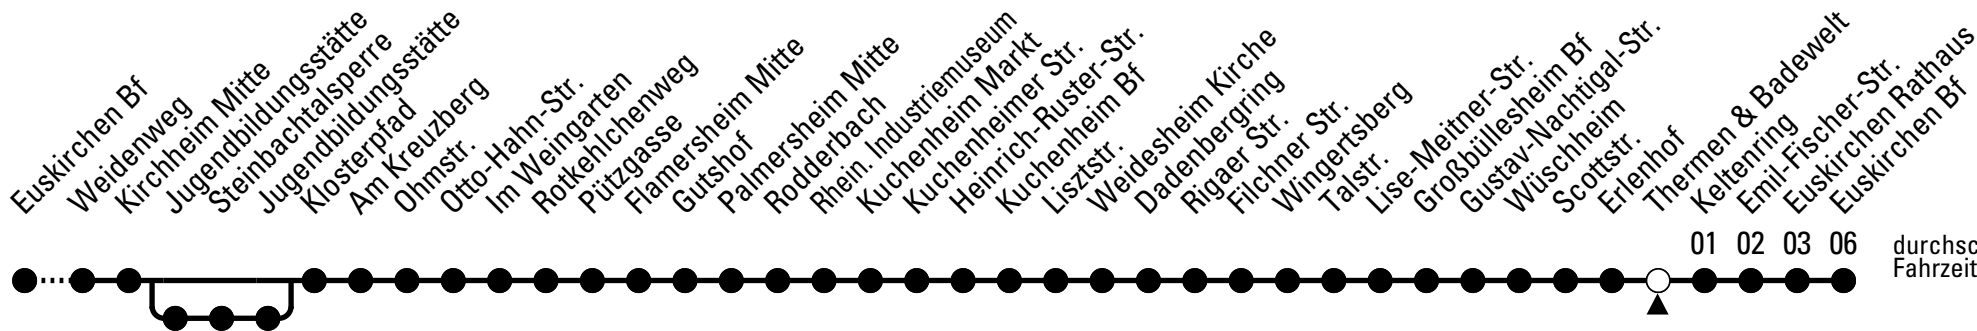 Euskirchen Bf
Weidenweg
Kirchheim Mitte
Jugendbildungsstätte
Steinbachtalsperre
Jugendbildungsstätte
Klosterpfad
Am Kreuzberg
Ohmstr.
Otto-Hahn-Str.
Im Weingarten
Rotkehlchenweg
Pützgasse
Flamersheim Mitte
Gutshof
Palmersheim Mitte
Rodderbach
Rhein. Industriemuseum
Kuchenheim Markt
Kuchenheimer Str.
Heinrich-Ruster-Str.
Kuchenheim Bf
Lisztstr.
Weidesheim Kirche
Dadenbergring
Rigaer Str.
Filchner Str.
Wingertsberg
Talstr.
Lise-Meitner-Str.
Großbüllesheim Bf
Gustav-Nachtigal-Str.
Wüschheim
Scottstr.
Erlenhof
Thermen & Badewelt
Keltenring
Emil-Fischer-Str.
Euskirchen Rathaus
Euskirchen Bf
01 02 03 06
durchsc
Fahrzeit